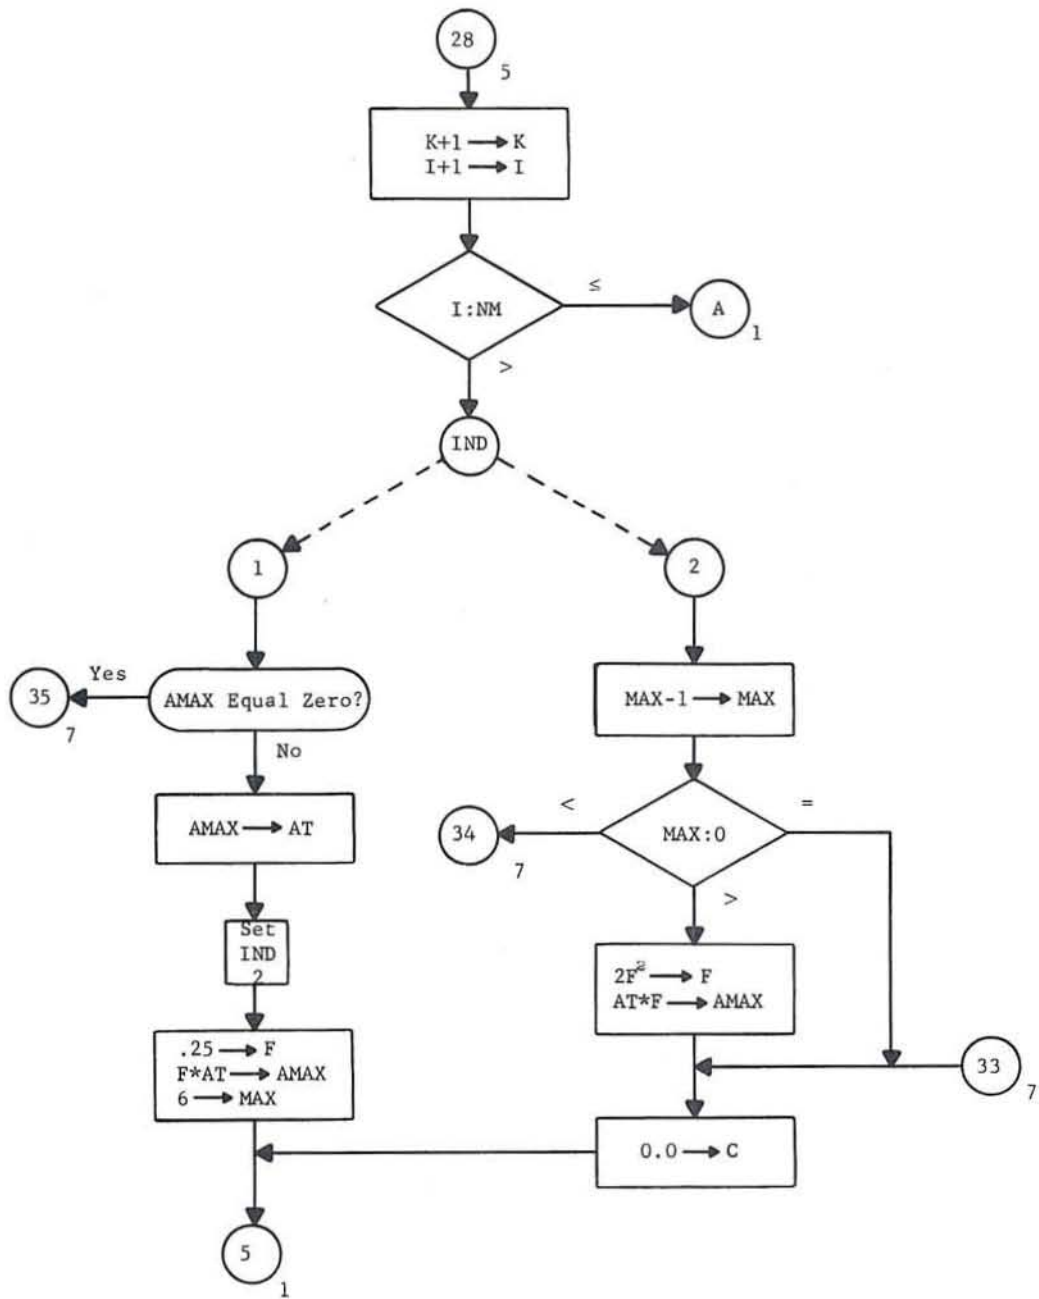 28
5
K+1 → K
I+1 → I
I:NM
≤
A
1
>
IND
1
2
AMAX Equal Zero?
Yes
35
7
No
MAX-1 → MAX
AMAX → AT
<
=
MAX:0
34
7
>
Set
IND
2
2F² → F
AT*F → AMAX
.25 → F
F*AT → AMAX
6 → MAX
33
7
0.0 → C
5
1